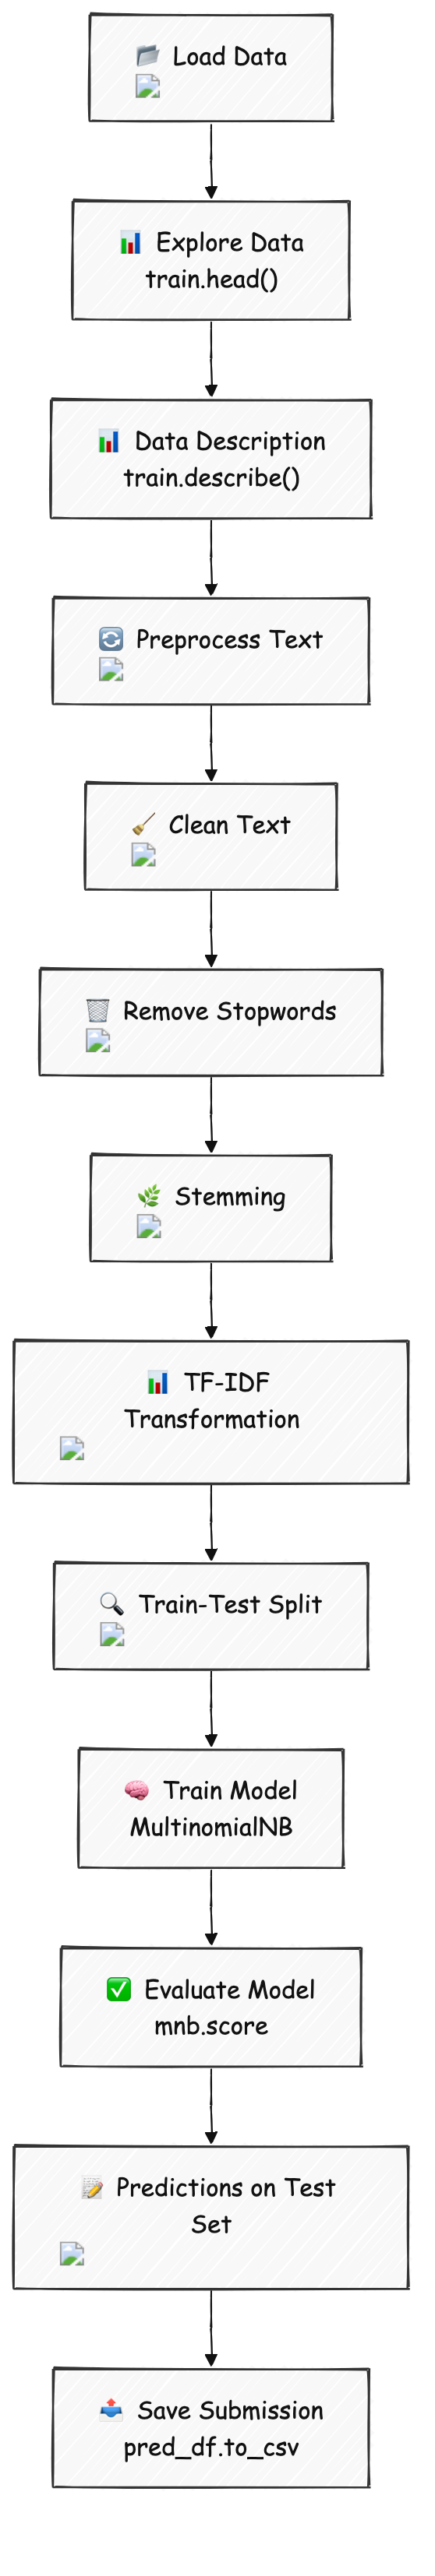 Load Data
Explore Data
train.head()
Data Description
train.describe()
Preprocess Text
Clean Text
Remove Stopwords
Stemming
TF-IDF
Transformation
Train-Test Split
Train Model
MultinomialNB
Evaluate Model
mnb.score
Predictions on Test
Set
Save Submission
pred_df.to_csv